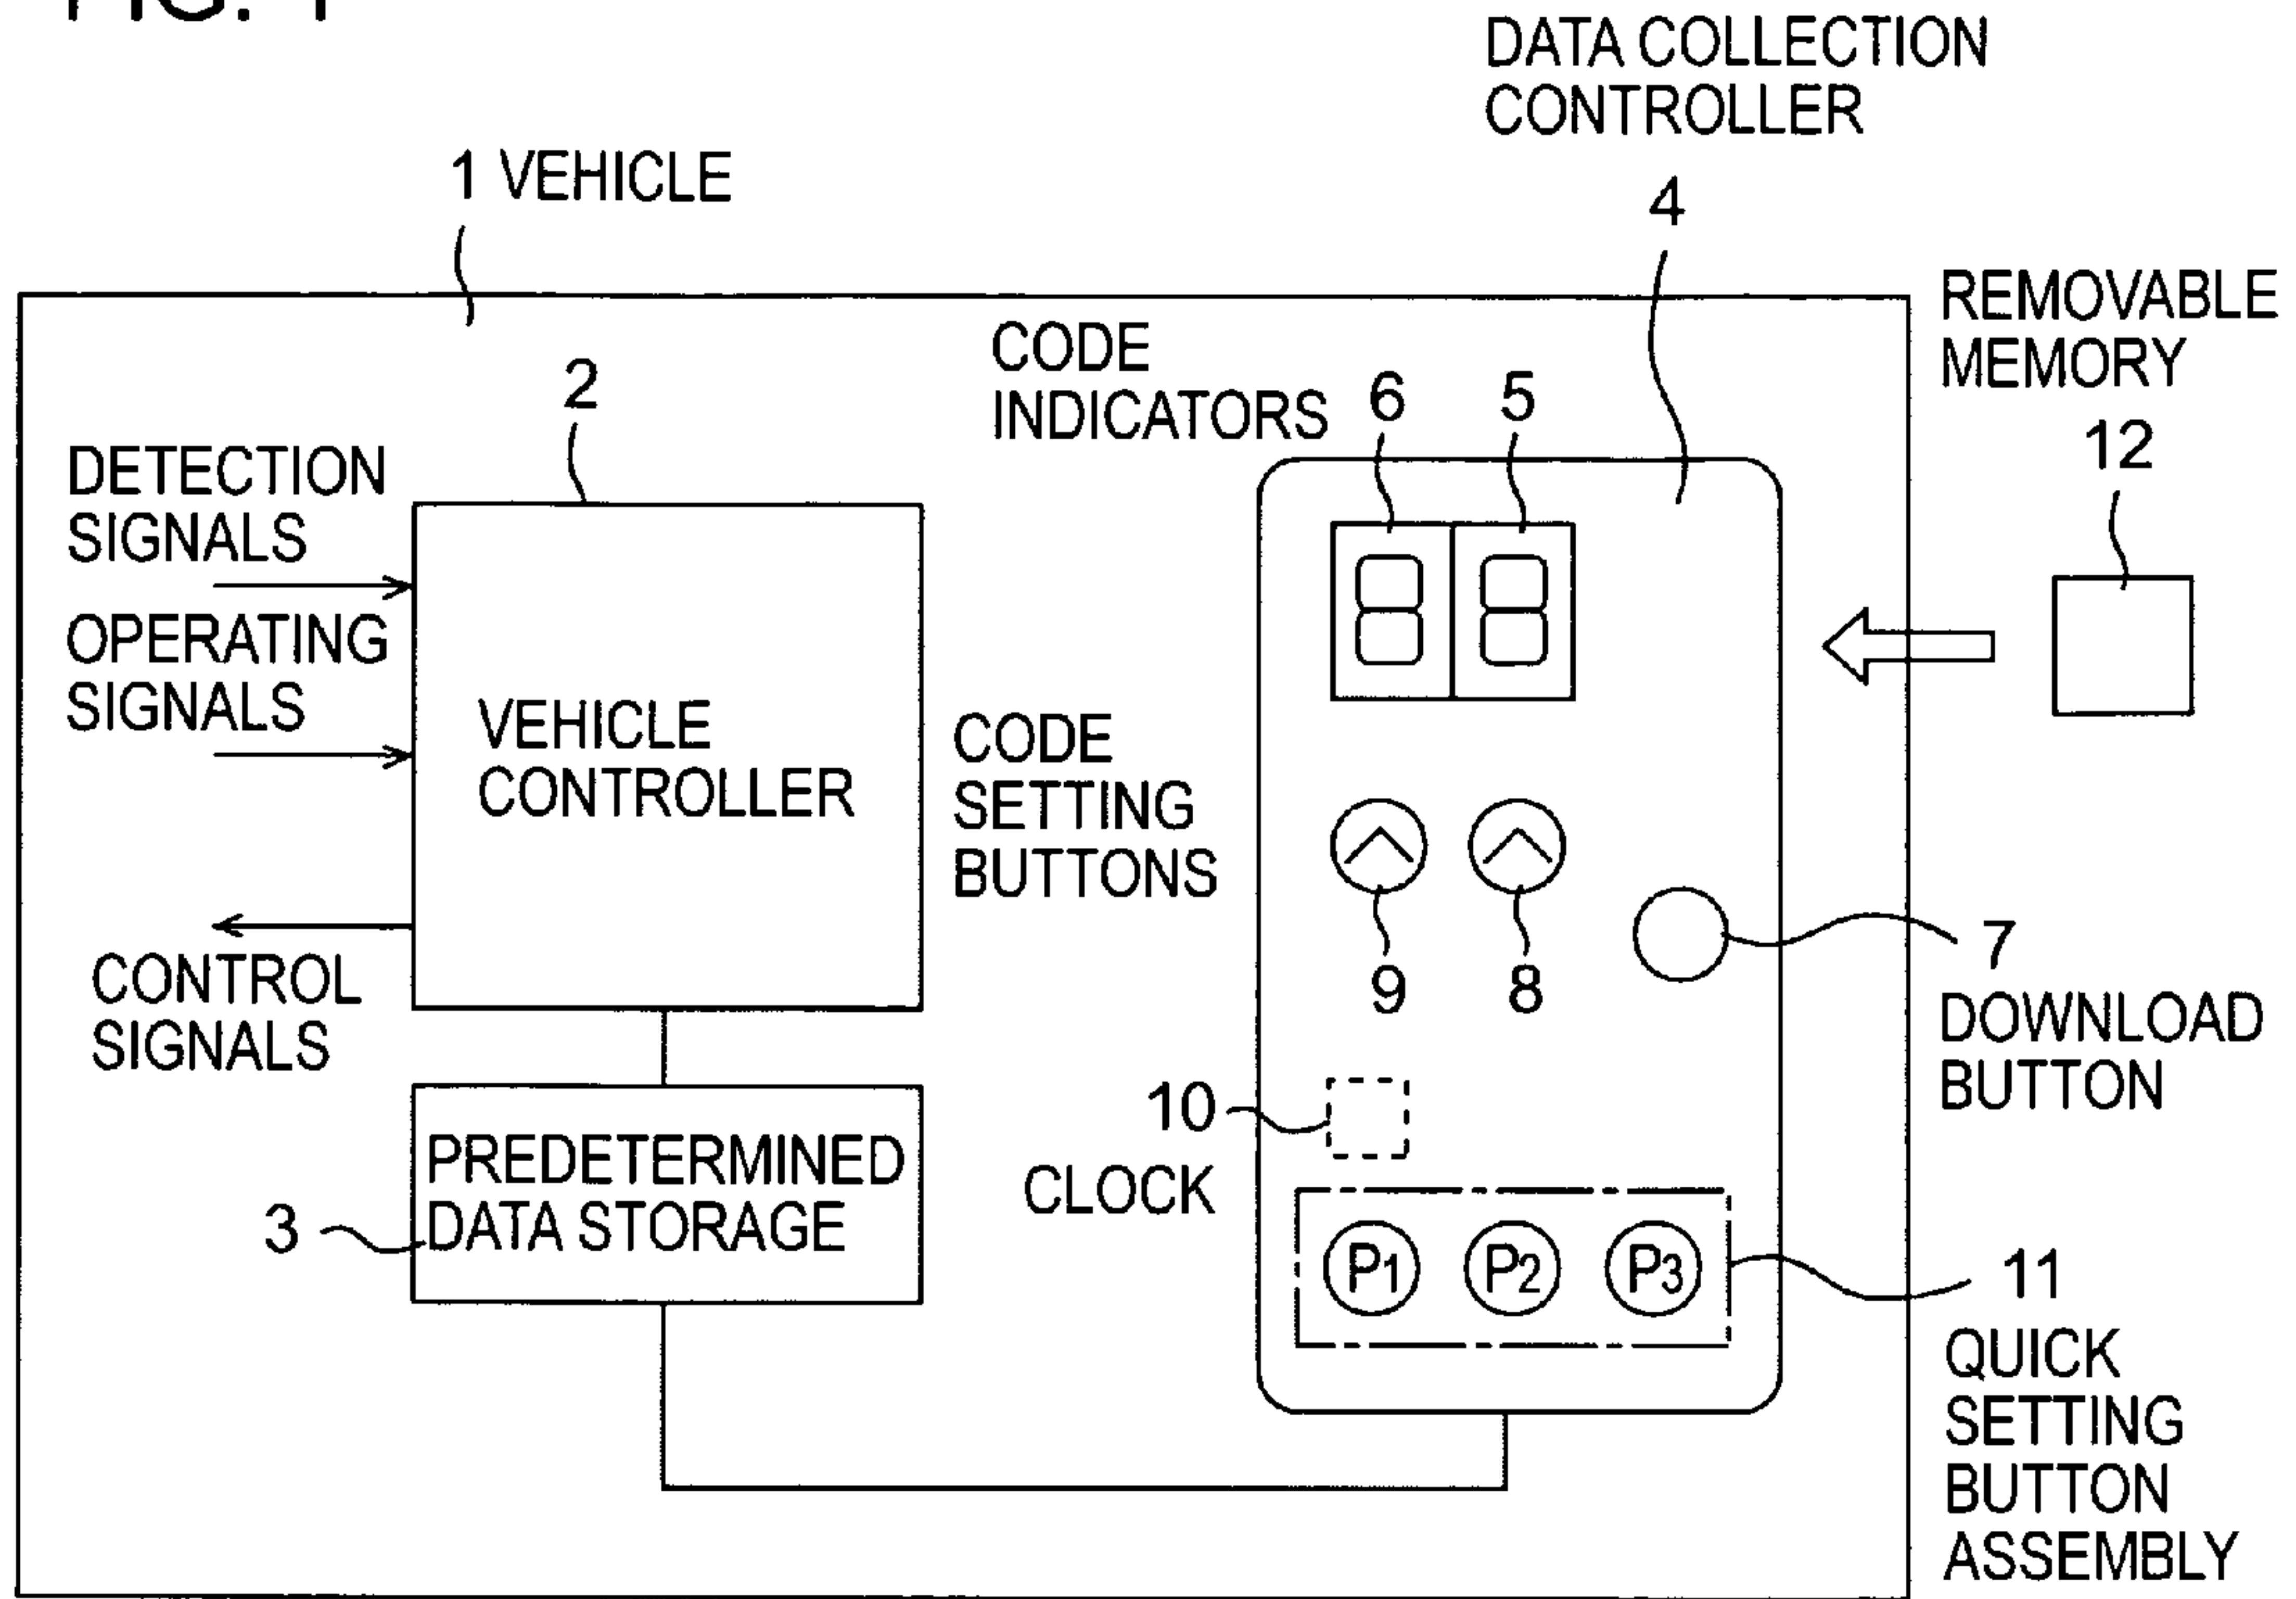 FIG. 1
DATA COLLECTION
CONTROLLER
4
1 VEHICLE
REMOVABLE
MEMORY
12
CODE
INDICATORS
6
5
2
DETECTION
SIGNALS
OPERATING
SIGNALS
VEHICLE
CONTROLLER
CONTROL
SIGNALS
CODE
SETTING
BUTTONS
9
8
7
DOWNLOAD
BUTTON
10
CLOCK
PREDETERMINED
DATA STORAGE
3
P1
P2
P3
11
QUICK
SETTING
BUTTON
ASSEMBLY